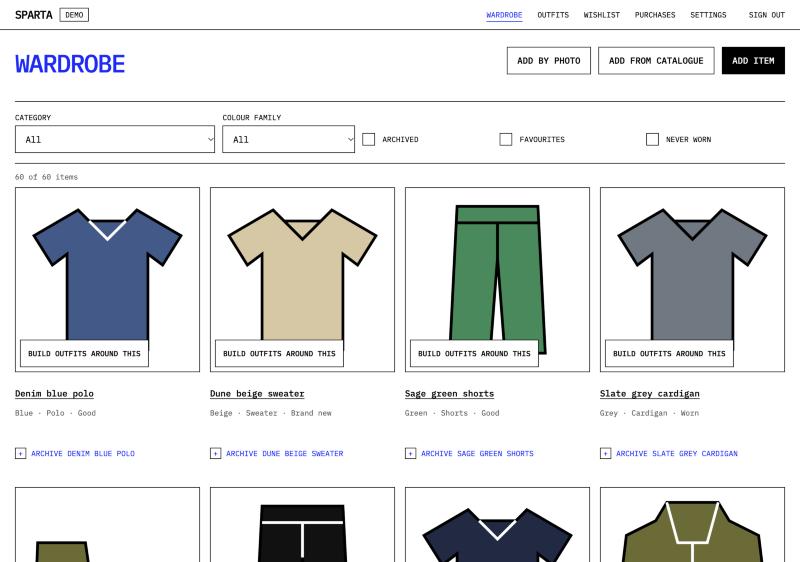 SPARTA DEMO WARDROBE OUTFITS WISHLIST PURCHASES SETTINGS SIGN OUT
WARDROBE ADD BY PHOTO ADD FROM CATALOGUE ADD ITEM
CATEGORY COLOUR FAMILY
All All ARCHIVED FAVOURITES NEVER WORN
60 of 60 items
BUILD OUTFITS AROUND THIS BUILD OUTFITS AROUND THIS BUILD OUTFITS AROUND THIS BUILD OUTFITS AROUND THIS
Denim blue polo Dune beige sweater Sage green shorts Slate grey cardigan
Blue · Polo · Good Beige · Sweater · Brand new Green · Shorts · Good Grey · Cardigan · Worn
+ ARCHIVE DENIM BLUE POLO + ARCHIVE DUNE BEIGE SWEATER + ARCHIVE SAGE GREEN SHORTS + ARCHIVE SLATE GREY CARDIGAN